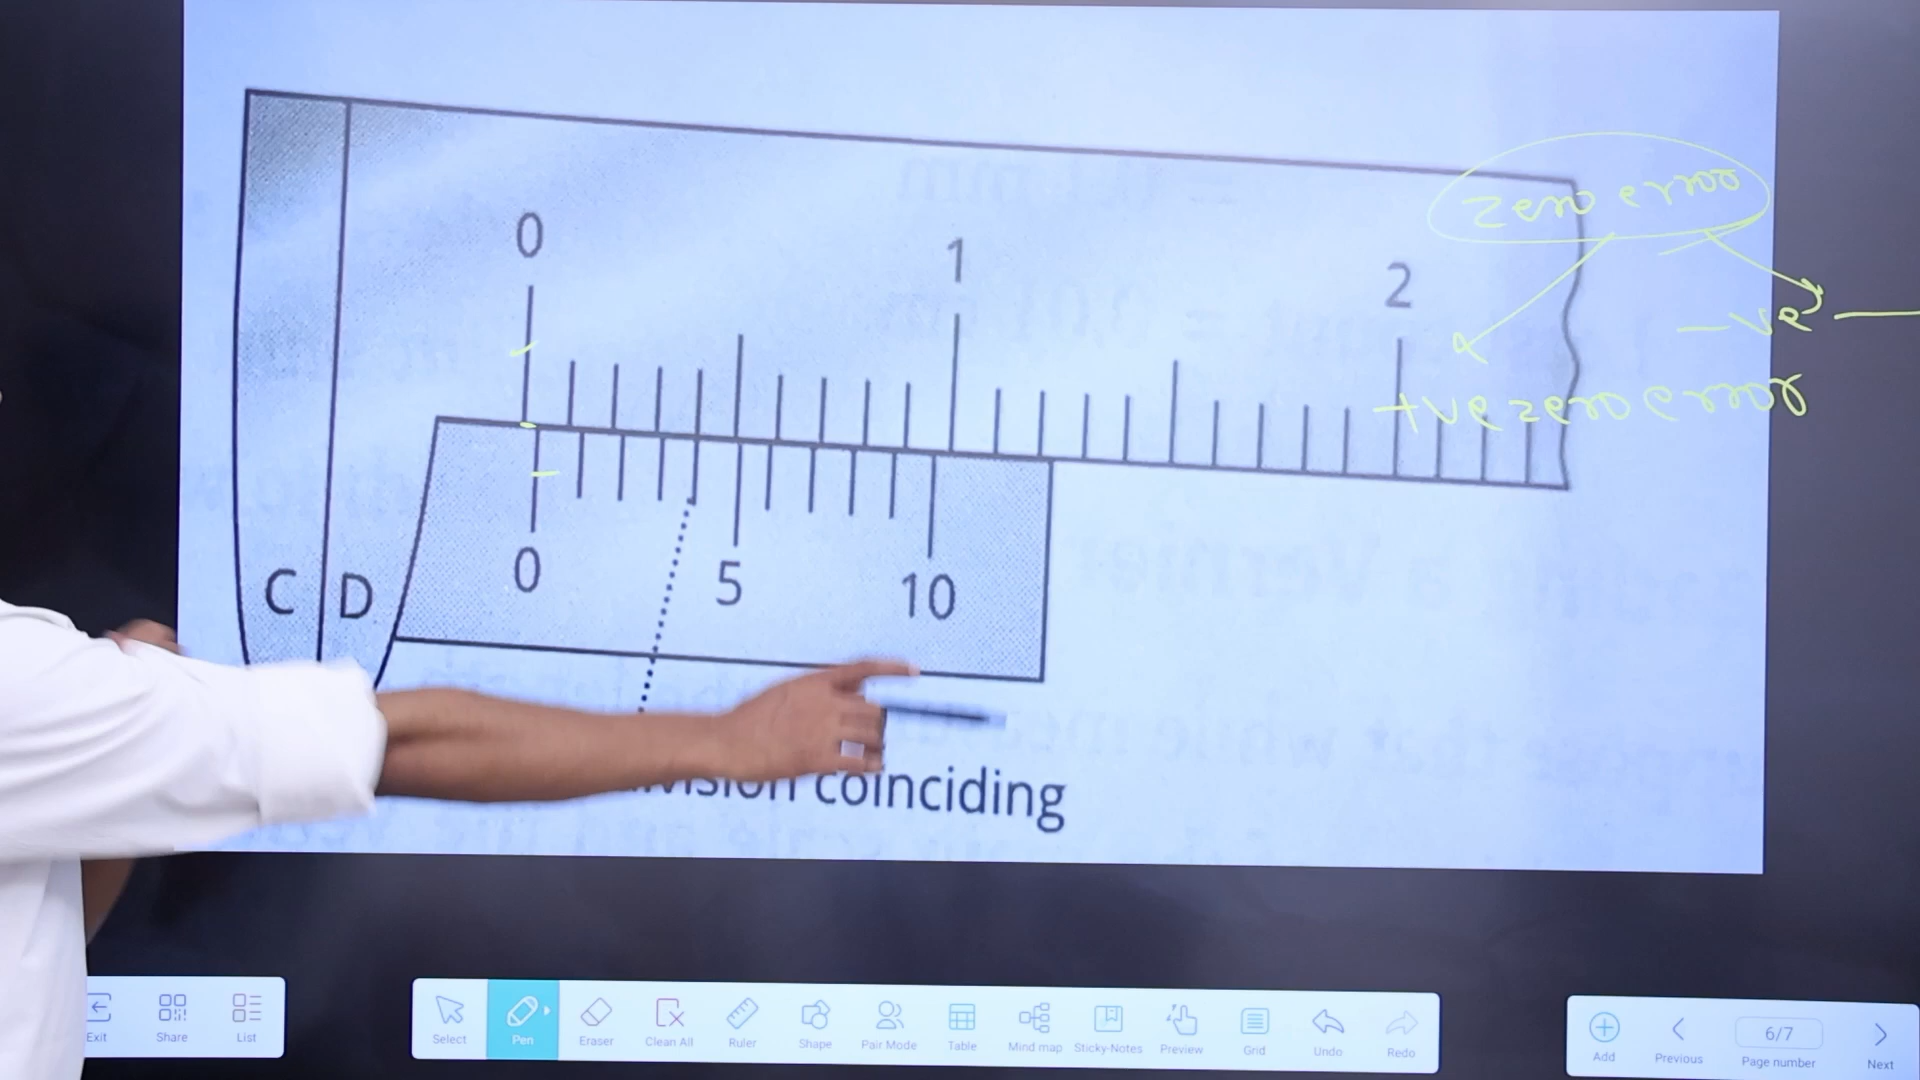 0 1 2
zero error
-ve
+ve zero error
0 5 10
C D
coinciding
Exit Share List
Select Pen Eraser Clean All Ruler Shape Pair Mode Table Mind map Sticky-Notes Preview Grid Undo Redo
Add Previous 6/7 Next
Page number